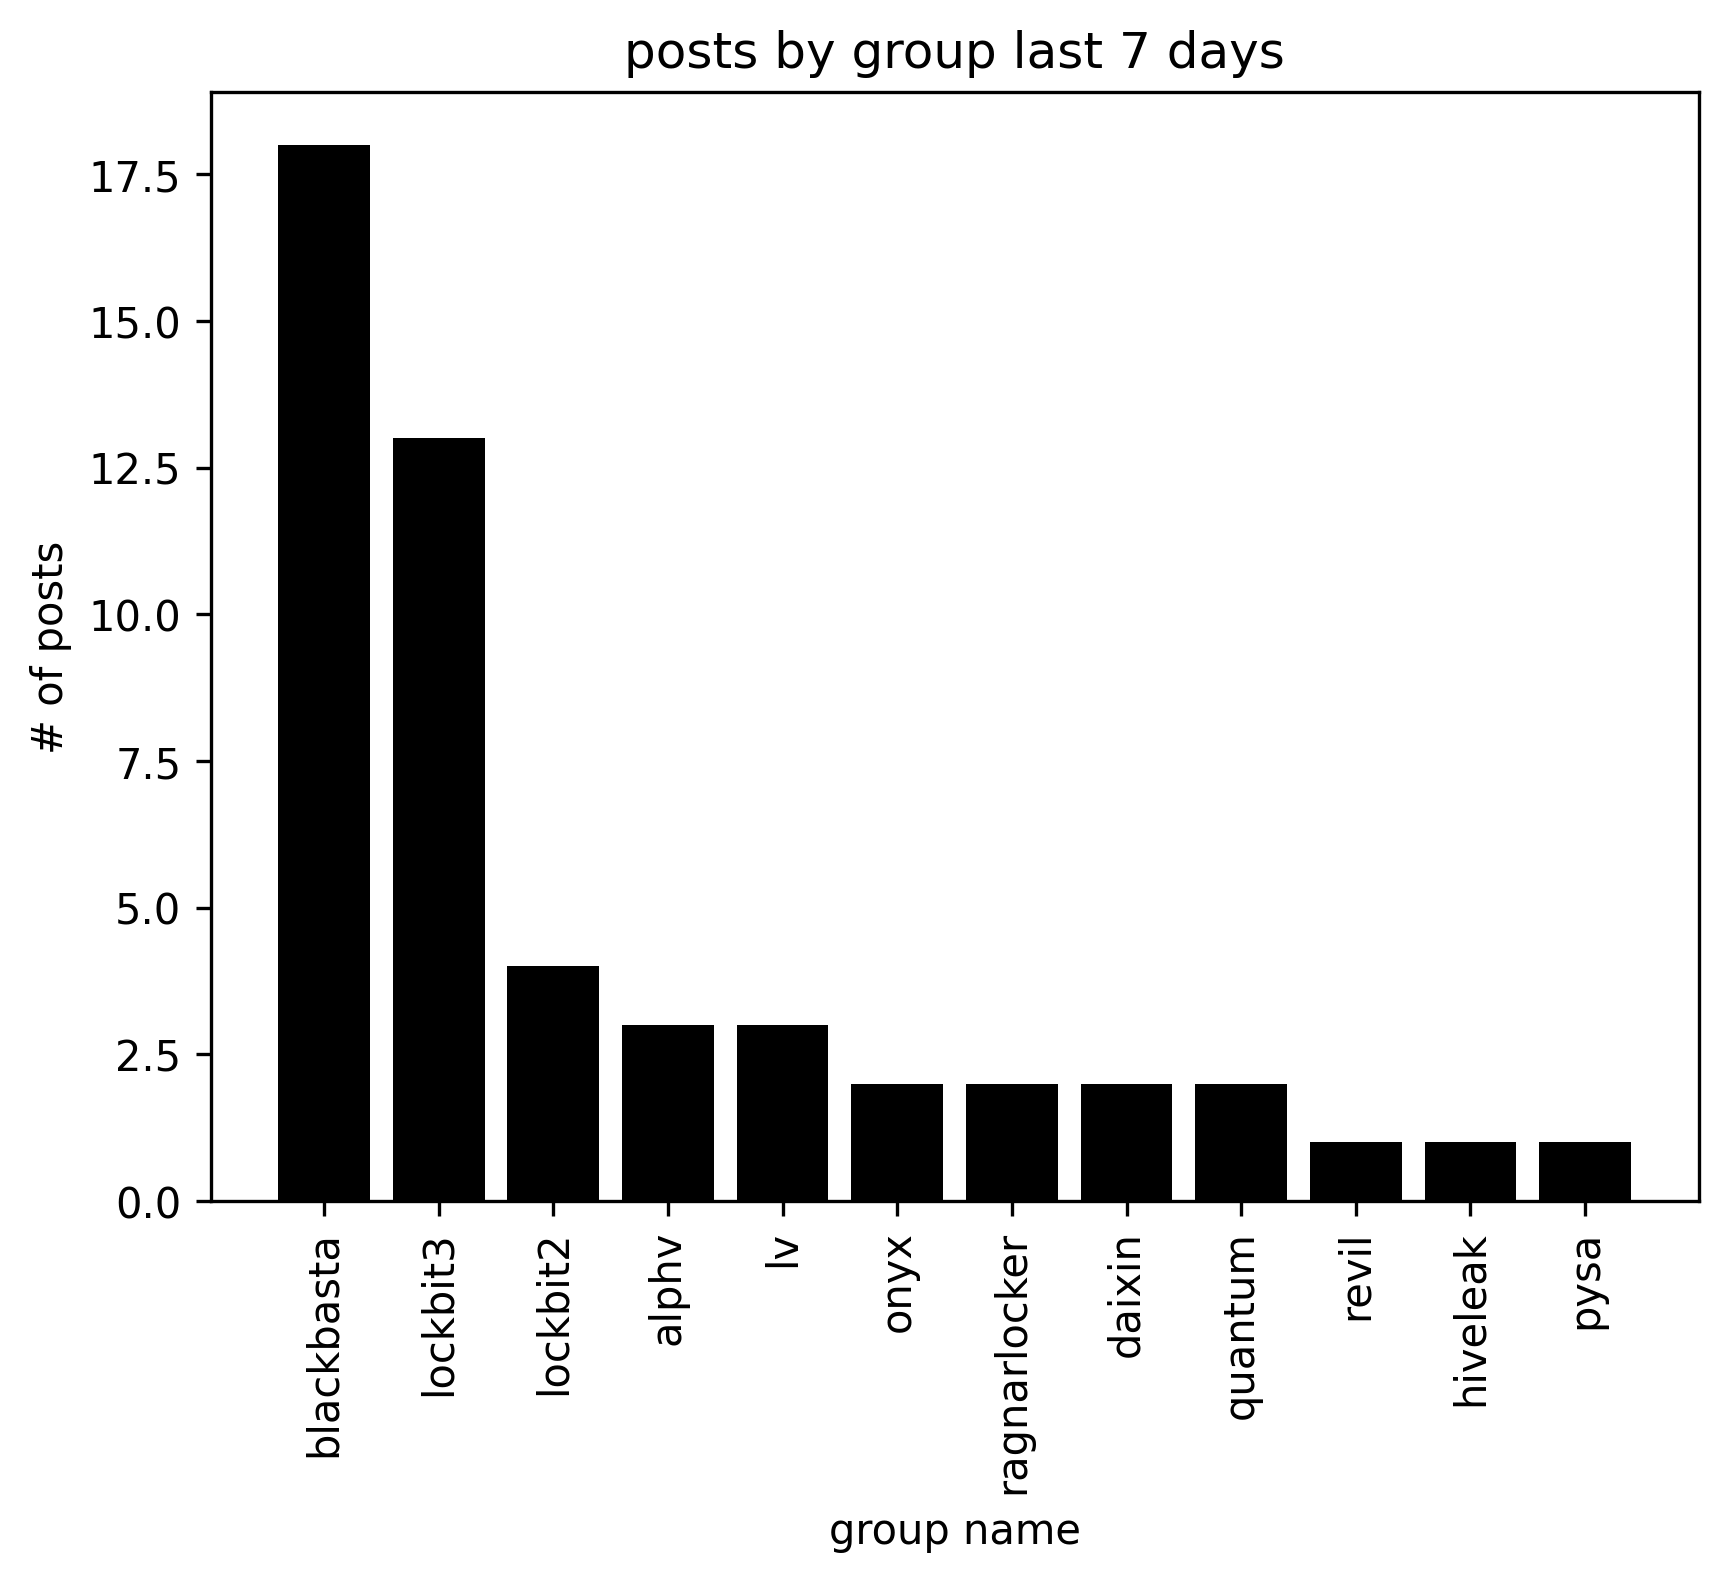 posts by group last 7 days
# of posts
17.5
15.0
12.5
10.0
7.5
5.0
2.5
0.0
blackbasta
lockbit3
lockbit2
alphv
lv
onyx
ragnarlocker
daixin
quantum
revil
hiveleak
pysa
group name